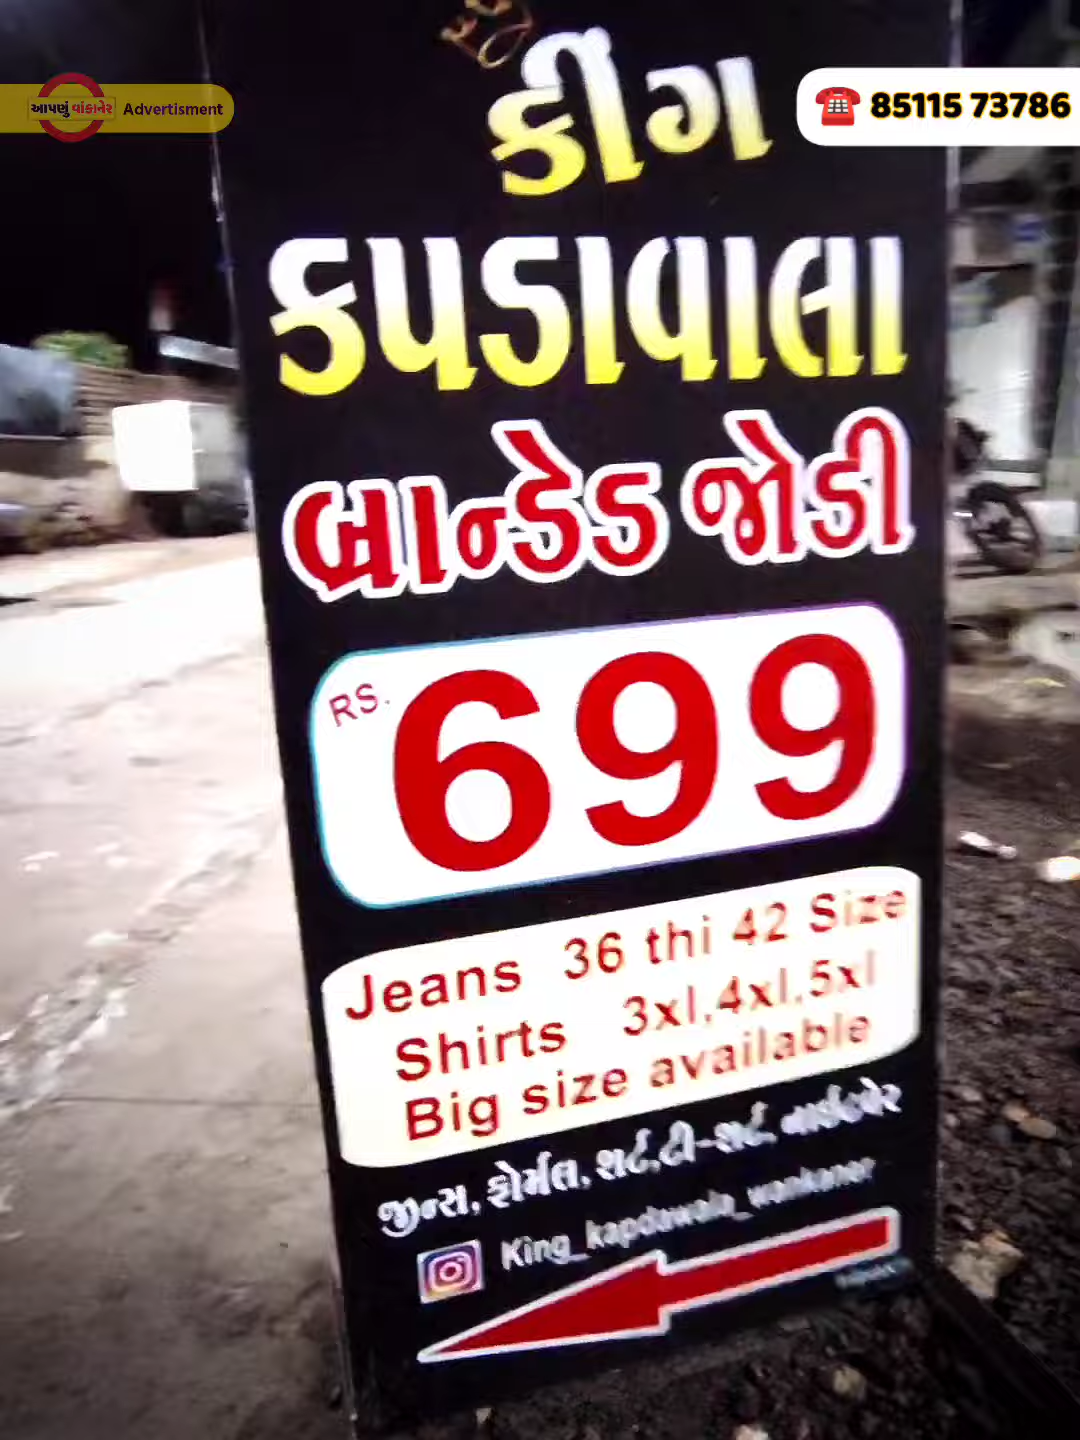 આપણું વાંકાનેર Advertisment
☎ 85115 73786
કીંગ
કપડાવાલા
બ્રાન્ડેડ જોડી
RS. 699
Jeans 36 thi 42 Size
Shirts 3xl,4xl,5xl
Big size available
જીન્સ, ફોર્મલ, શર્ટ,ટી-શર્ટ, નાઈટવેર
King_kapdawala_wankaner